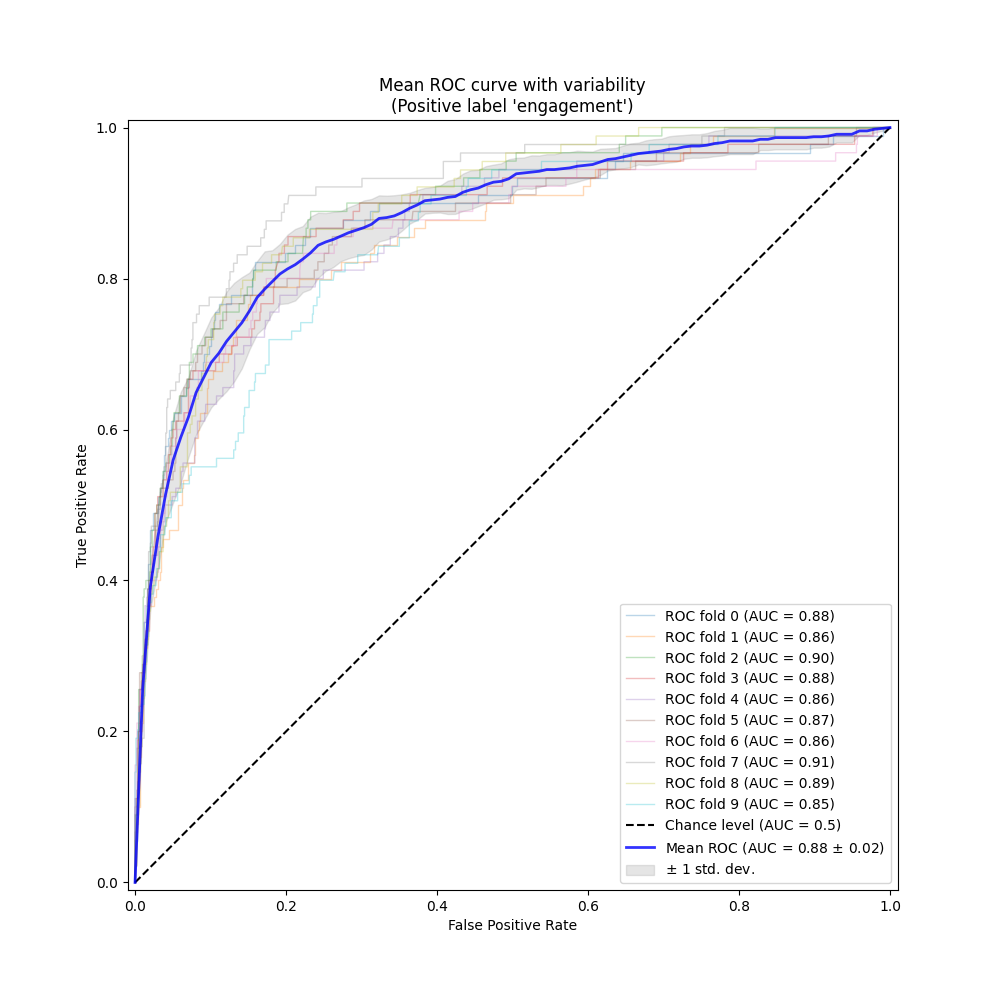 Mean ROC curve with variability
(Positive label 'engagement')
True Positive Rate
1.0
0.8
0.6
0.4
0.2
0.0
ROC fold 0 (AUC = 0.88)
ROC fold 1 (AUC = 0.86)
ROC fold 2 (AUC = 0.90)
ROC fold 3 (AUC = 0.88)
ROC fold 4 (AUC = 0.86)
ROC fold 5 (AUC = 0.87)
ROC fold 6 (AUC = 0.86)
ROC fold 7 (AUC = 0.91)
ROC fold 8 (AUC = 0.89)
ROC fold 9 (AUC = 0.85)
Chance level (AUC = 0.5)
Mean ROC (AUC = 0.88 ± 0.02)
± 1 std. dev.
0.0 0.2 0.4 0.6 0.8 1.0
False Positive Rate